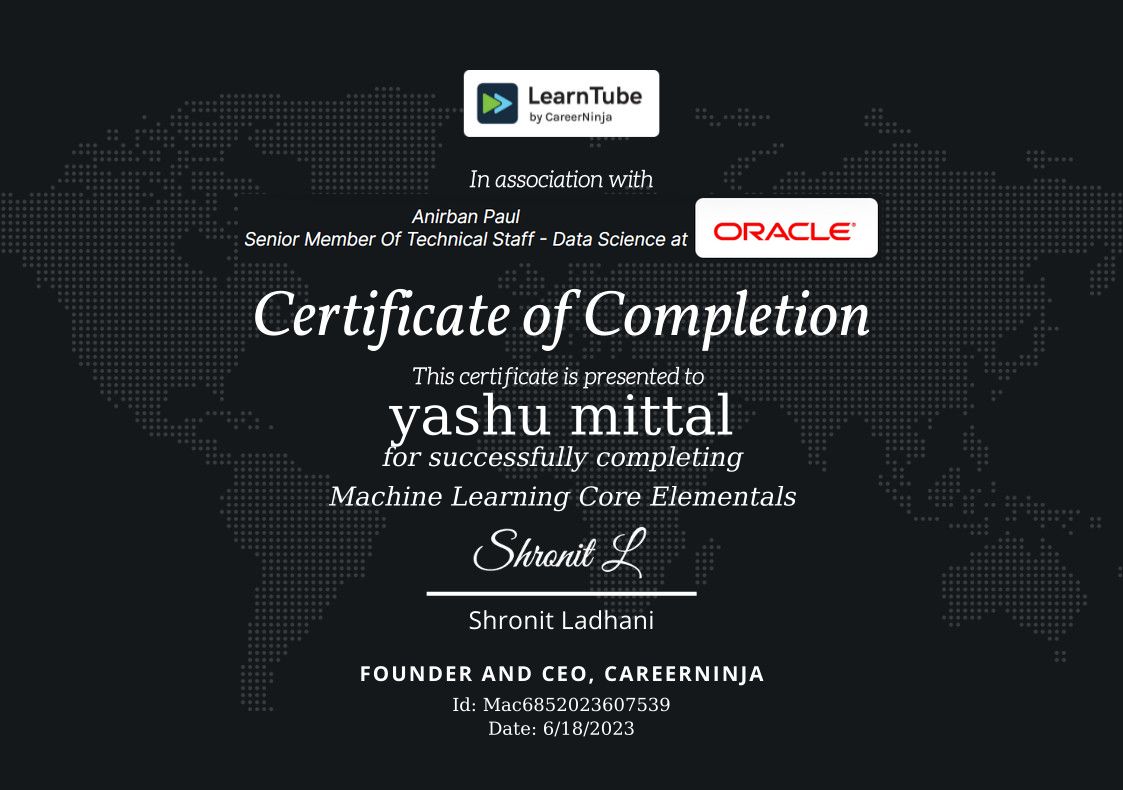 LearnTube
by CareerNinja
In association with
Anirban Paul
Senior Member Of Technical Staff - Data Science at
ORACLE®
Certificate of Completion
This certificate is presented to
yashu mittal
for successfully completing
Machine Learning Core Elementals
Shronit L
Shronit Ladhani
FOUNDER AND CEO, CAREERNINJA
Id: Mac6852023607539
Date: 6/18/2023